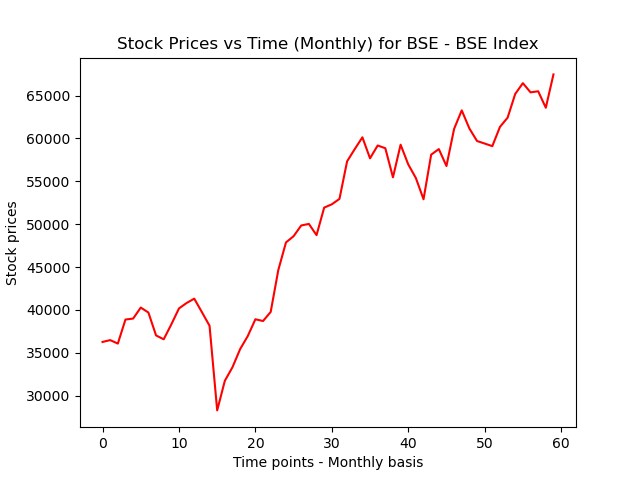 Stock Prices vs Time (Monthly) for BSE - BSE Index
65000
60000
55000
50000
45000
40000
35000
30000
Stock prices
0 10 20 30 40 50 60
Time points - Monthly basis